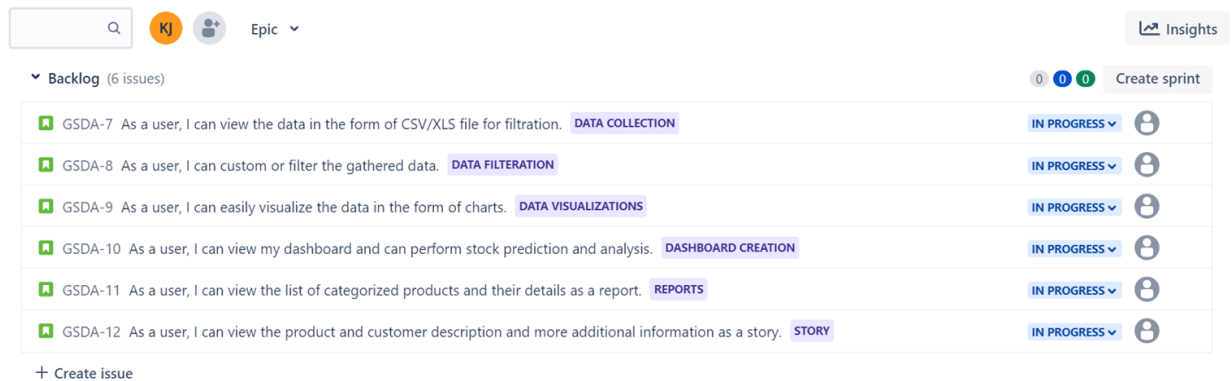 KJ Epic Insights
Backlog (6 issues) 0 0 0 Create sprint
GSDA-7 As a user, I can view the data in the form of CSV/XLS file for filtration. DATA COLLECTION IN PROGRESS
GSDA-8 As a user, I can custom or filter the gathered data. DATA FILTERATION IN PROGRESS
GSDA-9 As a user, I can easily visualize the data in the form of charts. DATA VISUALIZATIONS IN PROGRESS
GSDA-10 As a user, I can view my dashboard and can perform stock prediction and analysis. DASHBOARD CREATION IN PROGRESS
GSDA-11 As a user, I can view the list of categorized products and their details as a report. REPORTS IN PROGRESS
GSDA-12 As a user, I can view the product and customer description and more additional information as a story. STORY IN PROGRESS
+ Create issue